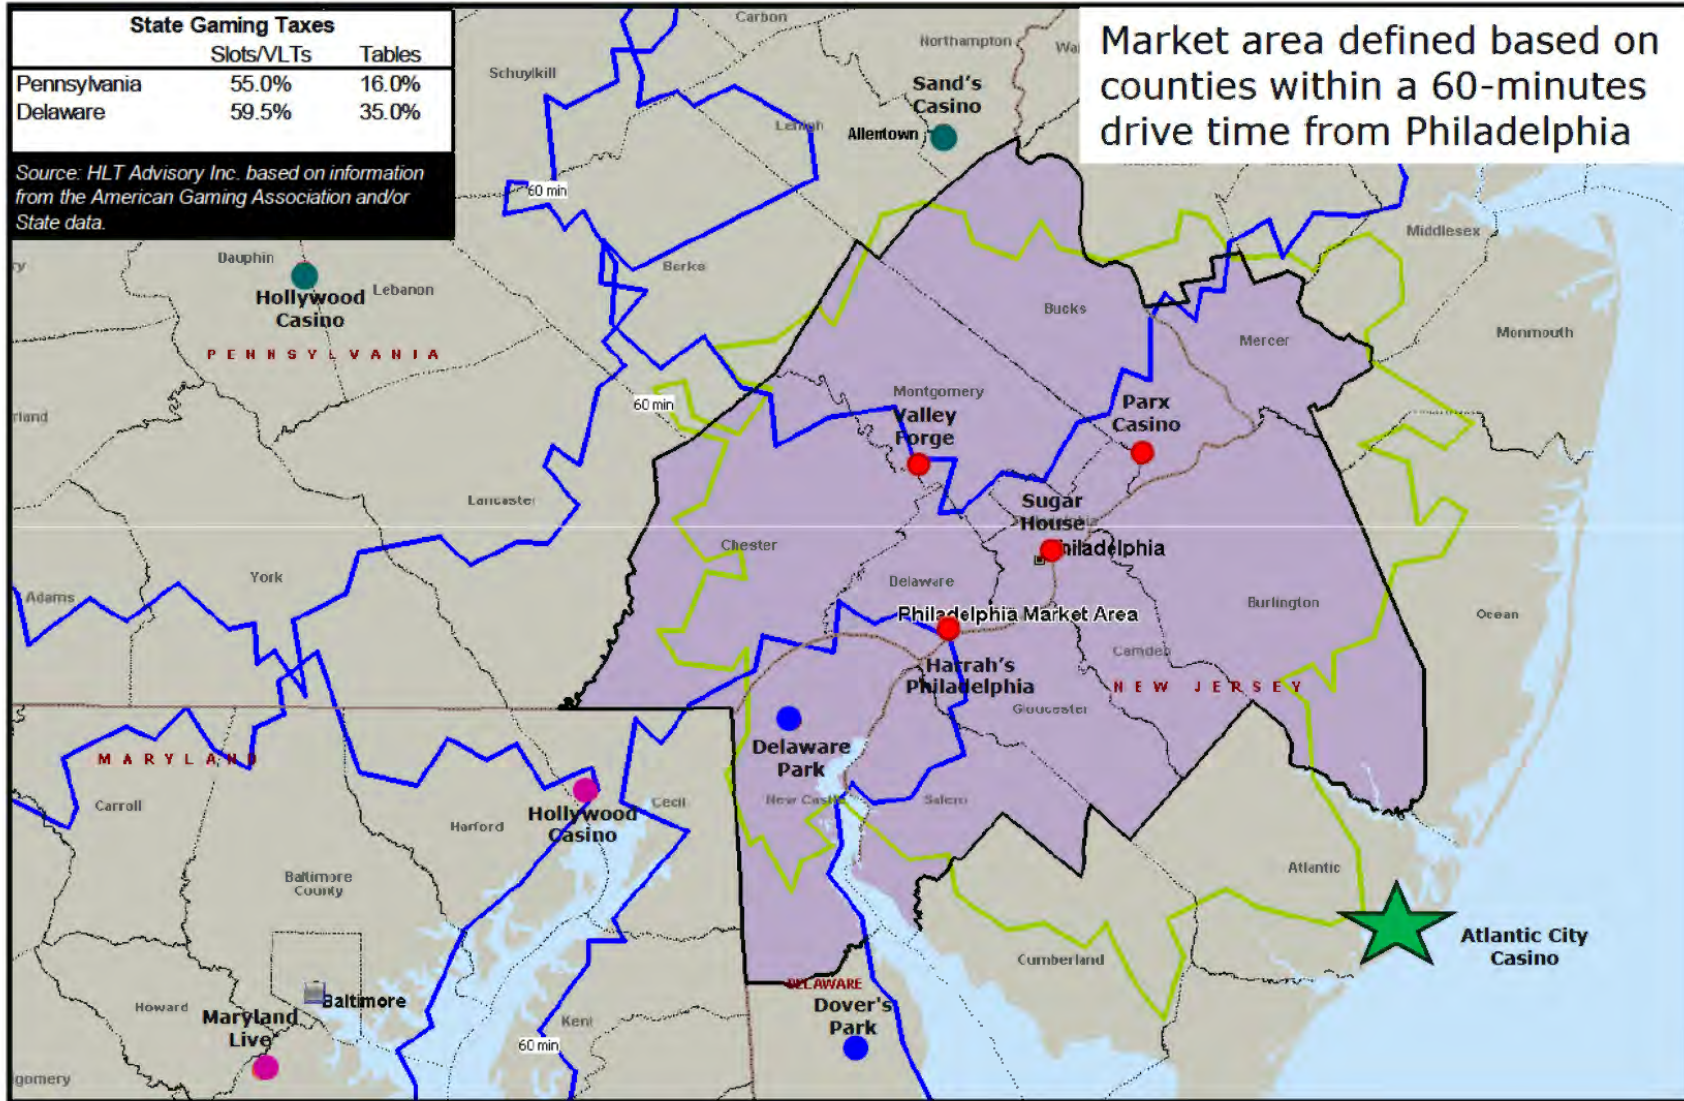 State Gaming Taxes
Slots/VLTs Tables
Pennsylvania 55.0% 16.0%
Delaware 59.5% 35.0%
Source: HLT Advisory Inc. based on information
from the American Gaming Association and/or
State data.
Market area defined based on
counties within a 60-minutes
drive time from Philadelphia
Carbon
Northampton
Schuylkill
Sand's
Casino
Lehigh
Allentown
60 min
Middlesex
Dauphin
Berks
Lebanon
Hollywood
Casino
Bucks
Monmouth
Mercer
PENNSYLVANIA
Montgomery
60 min
Valley
Forge
Parx
Casino
Lancaster
Sugar
House
Chester
Philadelphia
York
Delaware
Adams
Burlington
Ocean
Philadelphia Market Area
Camden
Harrah's
Philadelphia
NEW JERSEY
Gloucester
Delaware
Park
MARYLAND
Carroll
New Castle
Salem
Cecil
Hollywood
Casino
Harford
Baltimore
County
Atlantic
Atlantic City
Casino
Cumberland
DELAWARE
Baltimore
Howard
Dover's
Park
Maryland
Live
Kent
60 min